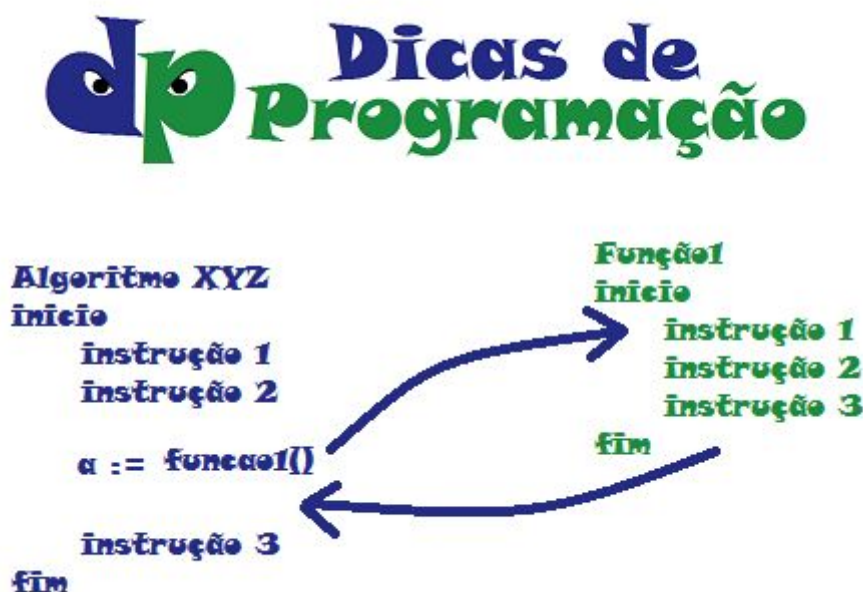 dp
Dicas de
Programação
Algoritmo XYZ
inicio
instrução 1
instrução 2
a := funcao1()
instrução 3
fim
Função1
inicio
instrução 1
instrução 2
instrução 3
fim